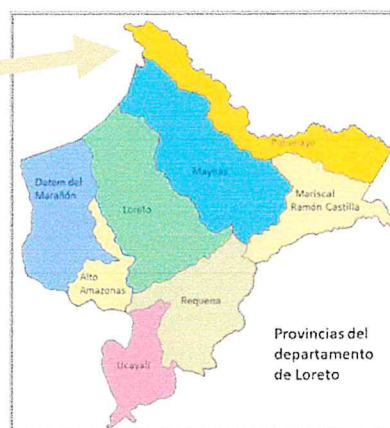 Putumayo
Maynas
Datem del
Marañón
Loreto
Mariscal
Ramón Castilla
Alto
Amazonas
Requena
Ucayali
Provincias del
departamento
de Loreto